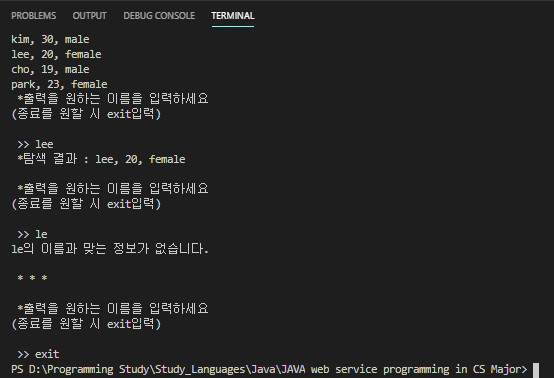 PROBLEMS OUTPUT DEBUG CONSOLE TERMINAL
kim, 30, male
lee, 20, female
cho, 19, male
park, 23, female
*출력을 원하는 이름을 입력하세요
(종료를 원할 시 exit입력)
>> lee
*탐색 결과 : lee, 20, female
*출력을 원하는 이름을 입력하세요
(종료를 원할 시 exit입력)
>> le
le의 이름과 맞는 정보가 없습니다.
* * *
*출력을 원하는 이름을 입력하세요
(종료를 원할 시 exit입력)
>> exit
PS D:\Programming Study\Study_Languages\Java\JAVA web service programming in CS Major>